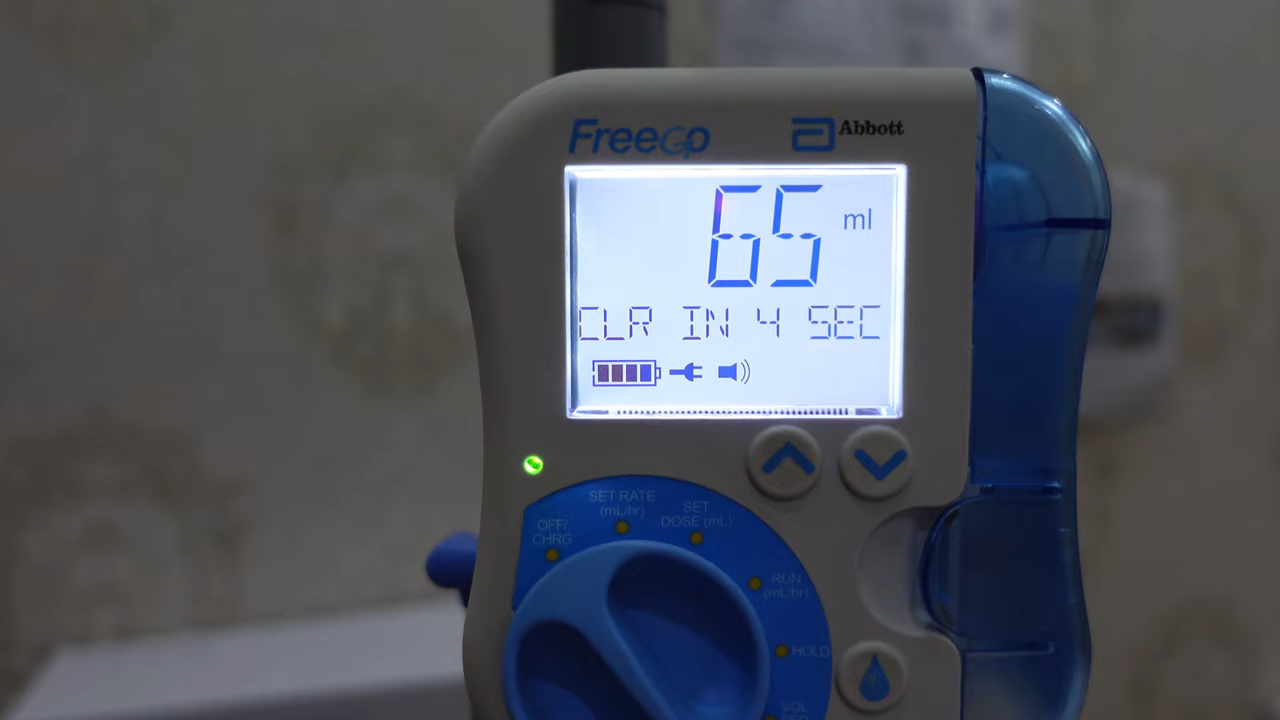 Freego
Abbott
65 ml
CLR IN 4 SEC
OFF/
CHRG
SET RATE
(mL/hr)
SET
DOSE (mL)
RUN
(mL/hr)
HOLD
VOL